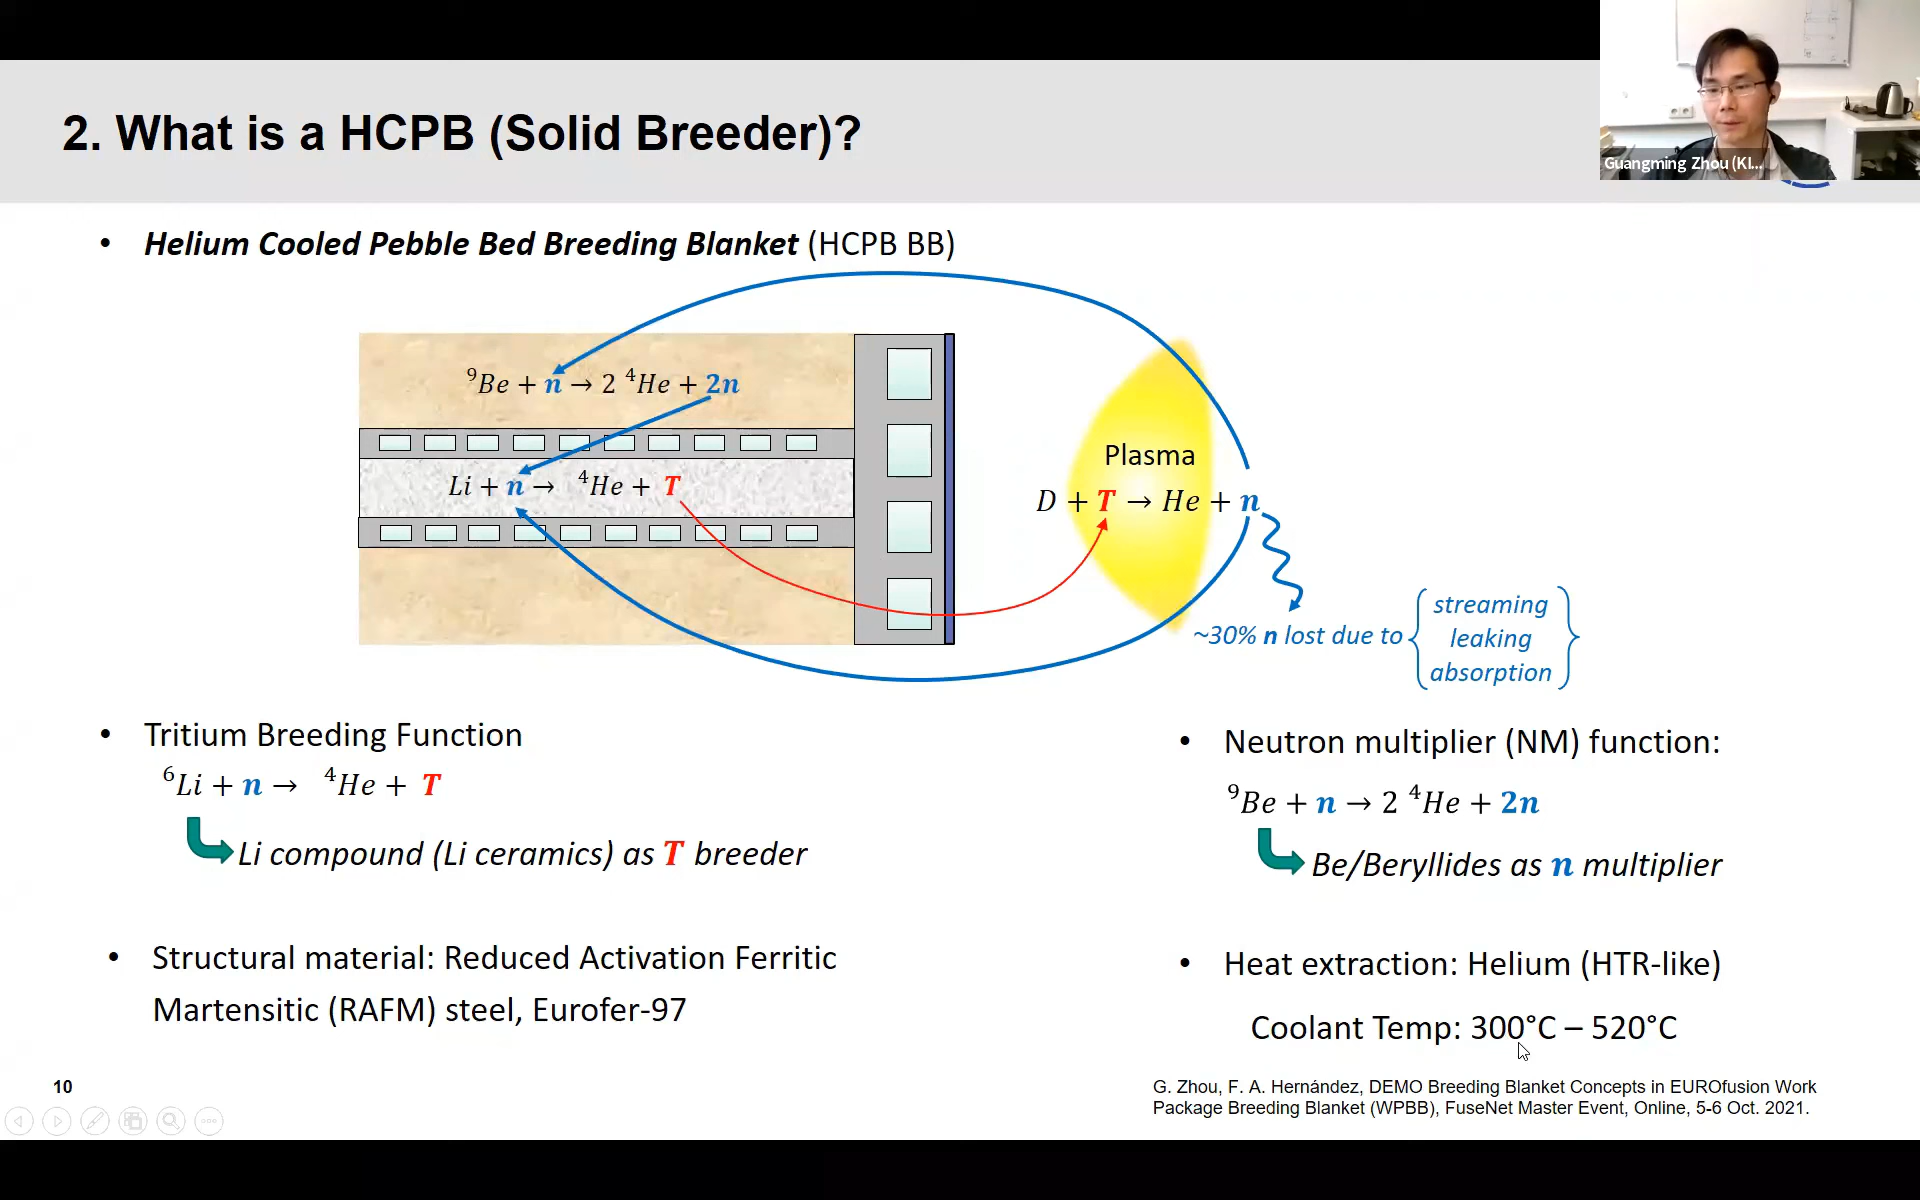 2. What is a HCPB (Solid Breeder)?
Guangming Zhou (KI...
• Helium Cooled Pebble Bed Breeding Blanket (HCPB BB)
⁹Be + n → 2 ⁴He + 2n
Li + n → ⁴He + T
Plasma
D + T → He + n
~30% n lost due to
streaming
leaking
absorption
• Tritium Breeding Function
⁶Li + n → ⁴He + T
Li compound (Li ceramics) as T breeder
• Neutron multiplier (NM) function:
⁹Be + n → 2 ⁴He + 2n
Be/Beryllides as n multiplier
• Structural material: Reduced Activation Ferritic
Martensitic (RAFM) steel, Eurofer-97
• Heat extraction: Helium (HTR-like)
Coolant Temp: 300°C – 520°C
10
G. Zhou, F. A. Hernández, DEMO Breeding Blanket Concepts in EUROfusion Work
Package Breeding Blanket (WPBB), FuseNet Master Event, Online, 5-6 Oct. 2021.